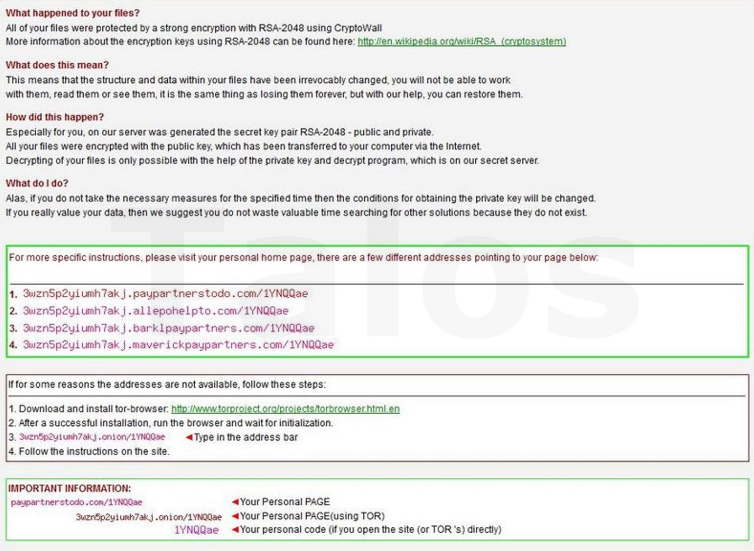 What happened to your files?
All of your files were protected by a strong encryption with RSA-2048 using CryptoWall
More information about the encryption keys using RSA-2048 can be found here: http://en.wikipedia.org/wiki/RSA_(cryptosystem)
What does this mean?
This means that the structure and data within your files have been irrevocably changed, you will not be able to work
with them, read them or see them, it is the same thing as losing them forever, but with our help, you can restore them.
How did this happen?
Especially for you, on our server was generated the secret key pair RSA-2048 - public and private.
All your files were encrypted with the public key, which has been transferred to your computer via the Internet.
Decrypting of your files is only possible with the help of the private key and decrypt program, which is on our secret server.
What do I do?
Alas, if you do not take the necessary measures for the specified time then the conditions for obtaining the private key will be changed.
If you really value your data, then we suggest you do not waste valuable time searching for other solutions because they do not exist.
Talos
For more specific instructions, please visit your personal home page, there are a few different addresses pointing to your page below:
1. 3wzn5p2yiumh7akj.paypartnerstodo.com/1YNQQae
2. 3wzn5p2yiumh7akj.allepohelpto.com/1YNQQae
3. 3wzn5p2yiumh7akj.barklpaypartners.com/1YNQQae
4. 3wzn5p2yiumh7akj.maverickpaypartners.com/1YNQQae
If for some reasons the addresses are not available, follow these steps:
1. Download and install tor-browser: http://www.torproject.org/projects/torbrowser.html.en
2. After a successful installation, run the browser and wait for initialization.
3. 3wzn5p2yiumh7akj.onion/1YNQQae ◄Type in the address bar
4. Follow the instructions on the site.
IMPORTANT INFORMATION:
paypartnerstodo.com/1YNQQae ◄Your Personal PAGE
3wzn5p2yiumh7akj.onion/1YNQQae ◄Your Personal PAGE(using TOR)
1YNQQae ◄Your personal code (if you open the site (or TOR 's) directly)